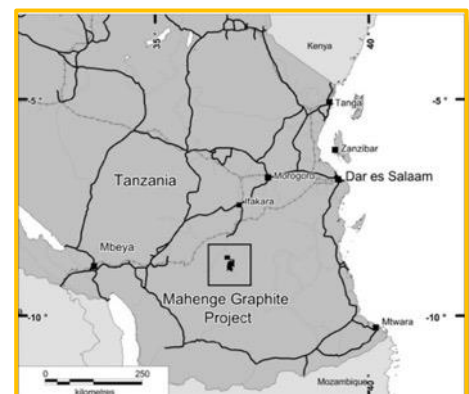 35
40
Kenya
-5
-5
Tanga
Zanzibar
Dar es Salaam
Morogoro
Tanzania
Ifakara
Mbeya
Mahenge Graphite
Project
-10
-10
Mtwara
0
250
kilometres
Mozambique
40